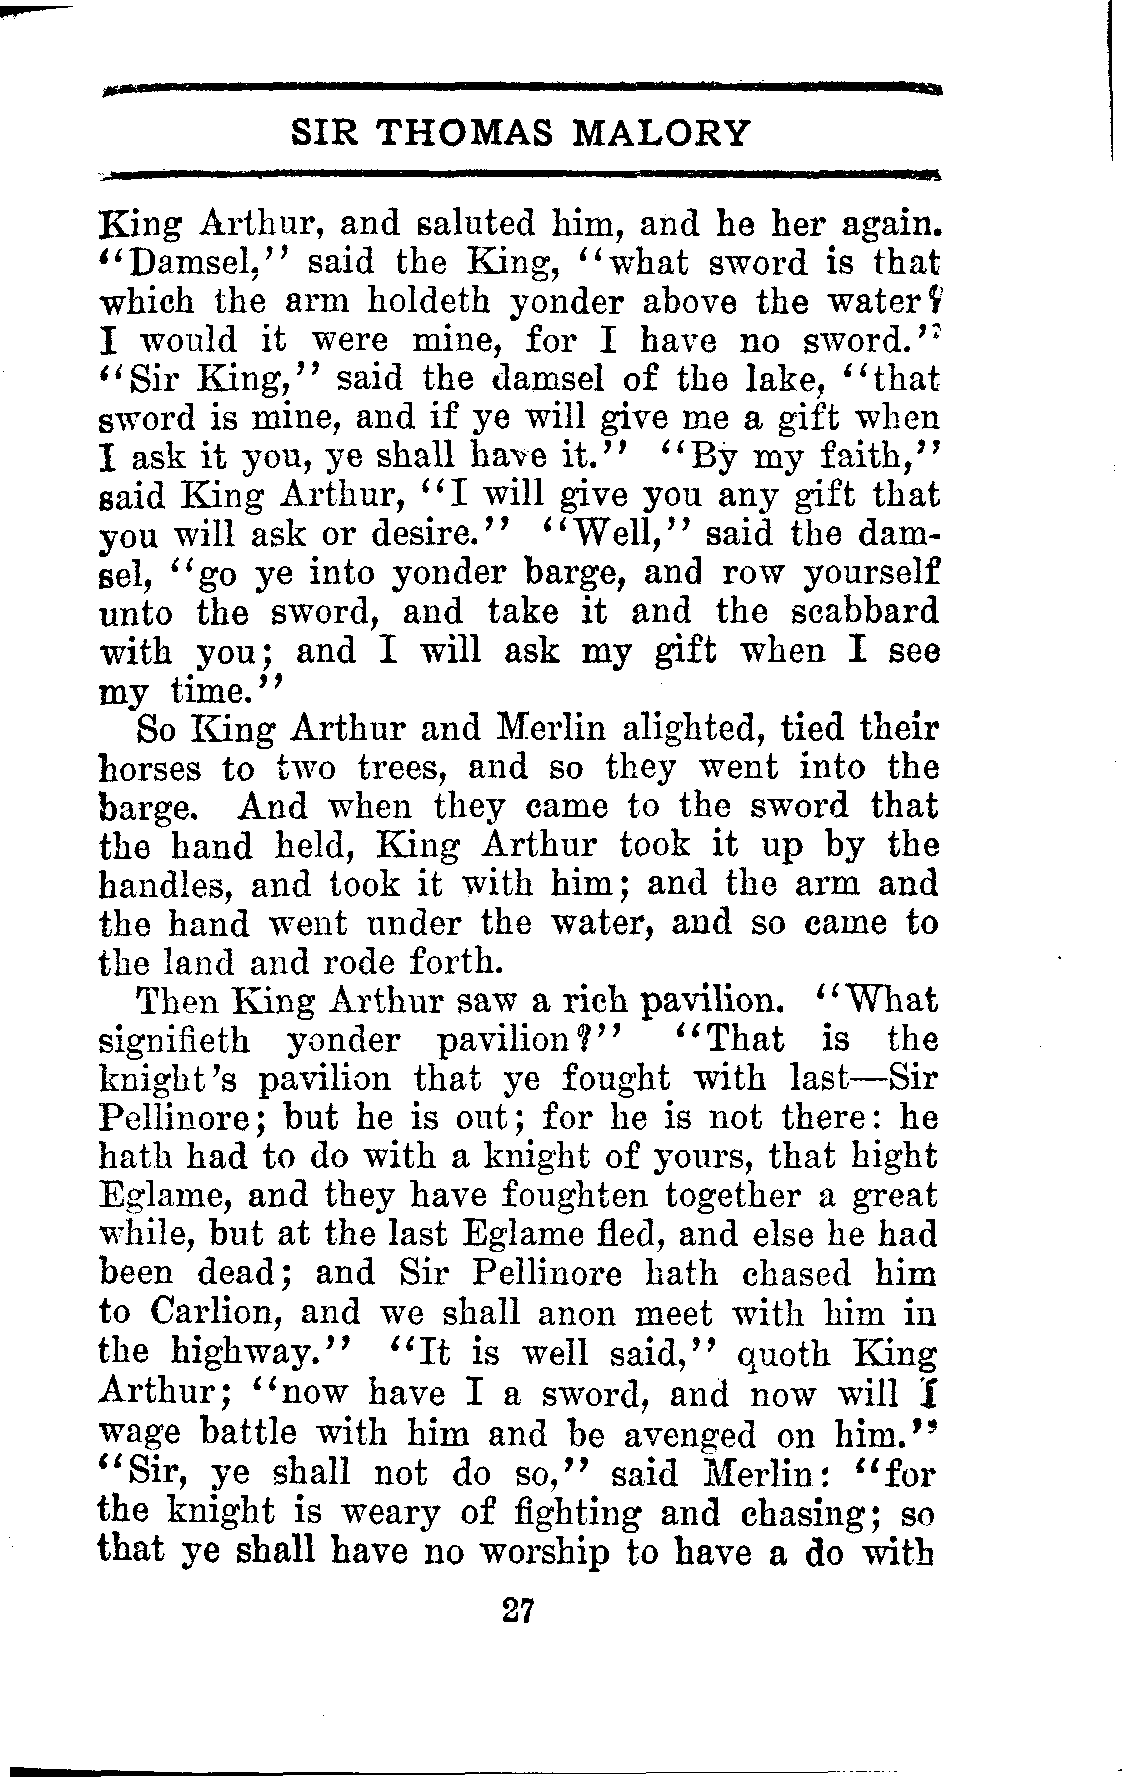 SIR THOMAS MALORY
King Arthur, and saluted him, and he her again.
"Damsel," said the King, "what sword is that
which the arm holdeth yonder above the water?
I would it were mine, for I have no sword."
"Sir King," said the damsel of the lake, "that
sword is mine, and if ye will give me a gift when
I ask it you, ye shall have it." "By my faith,"
said King Arthur, "I will give you any gift that
you will ask or desire." "Well," said the dam-
sel, "go ye into yonder barge, and row yourself
unto the sword, and take it and the scabbard
with you; and I will ask my gift when I see
my time."
So King Arthur and Merlin alighted, tied their
horses to two trees, and so they went into the
barge. And when they came to the sword that
the hand held, King Arthur took it up by the
handles, and took it with him; and the arm and
the hand went under the water, and so came to
the land and rode forth.
Then King Arthur saw a rich pavilion. "What
signifieth yonder pavilion?" "That is the
knight's pavilion that ye fought with last—Sir
Pellinore; but he is out; for he is not there: he
hath had to do with a knight of yours, that hight
Eglame, and they have foughten together a great
while, but at the last Eglame fled, and else he had
been dead; and Sir Pellinore hath chased him
to Carlion, and we shall anon meet with him in
the highway." "It is well said," quoth King
Arthur; "now have I a sword, and now will I
wage battle with him and be avenged on him."
"Sir, ye shall not do so," said Merlin: "for
the knight is weary of fighting and chasing; so
that ye shall have no worship to have a do with
27